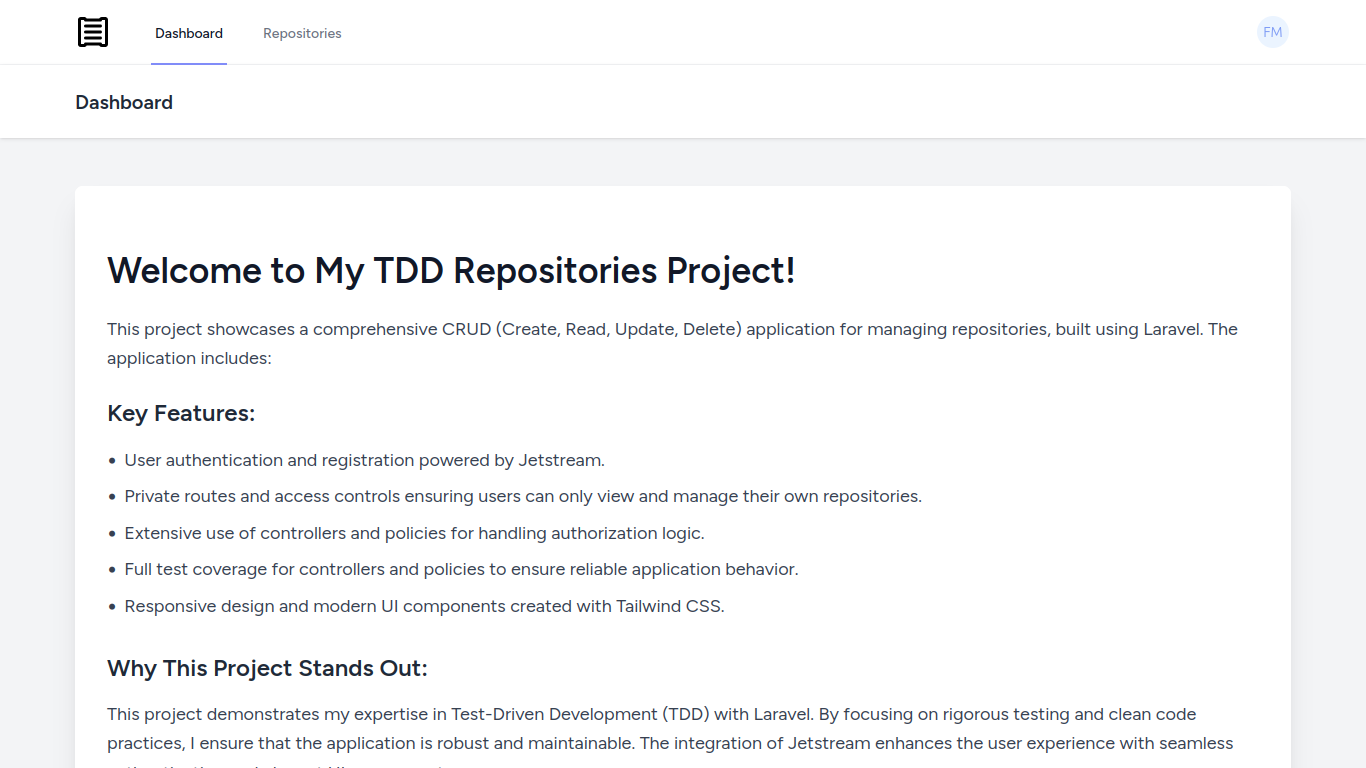 Dashboard
Repositories
FM
Dashboard
Welcome to My TDD Repositories Project!
This project showcases a comprehensive CRUD (Create, Read, Update, Delete) application for managing repositories, built using Laravel. The
application includes:
Key Features:
• User authentication and registration powered by Jetstream.
• Private routes and access controls ensuring users can only view and manage their own repositories.
• Extensive use of controllers and policies for handling authorization logic.
• Full test coverage for controllers and policies to ensure reliable application behavior.
• Responsive design and modern UI components created with Tailwind CSS.
Why This Project Stands Out:
This project demonstrates my expertise in Test-Driven Development (TDD) with Laravel. By focusing on rigorous testing and clean code
practices, I ensure that the application is robust and maintainable. The integration of Jetstream enhances the user experience with seamless